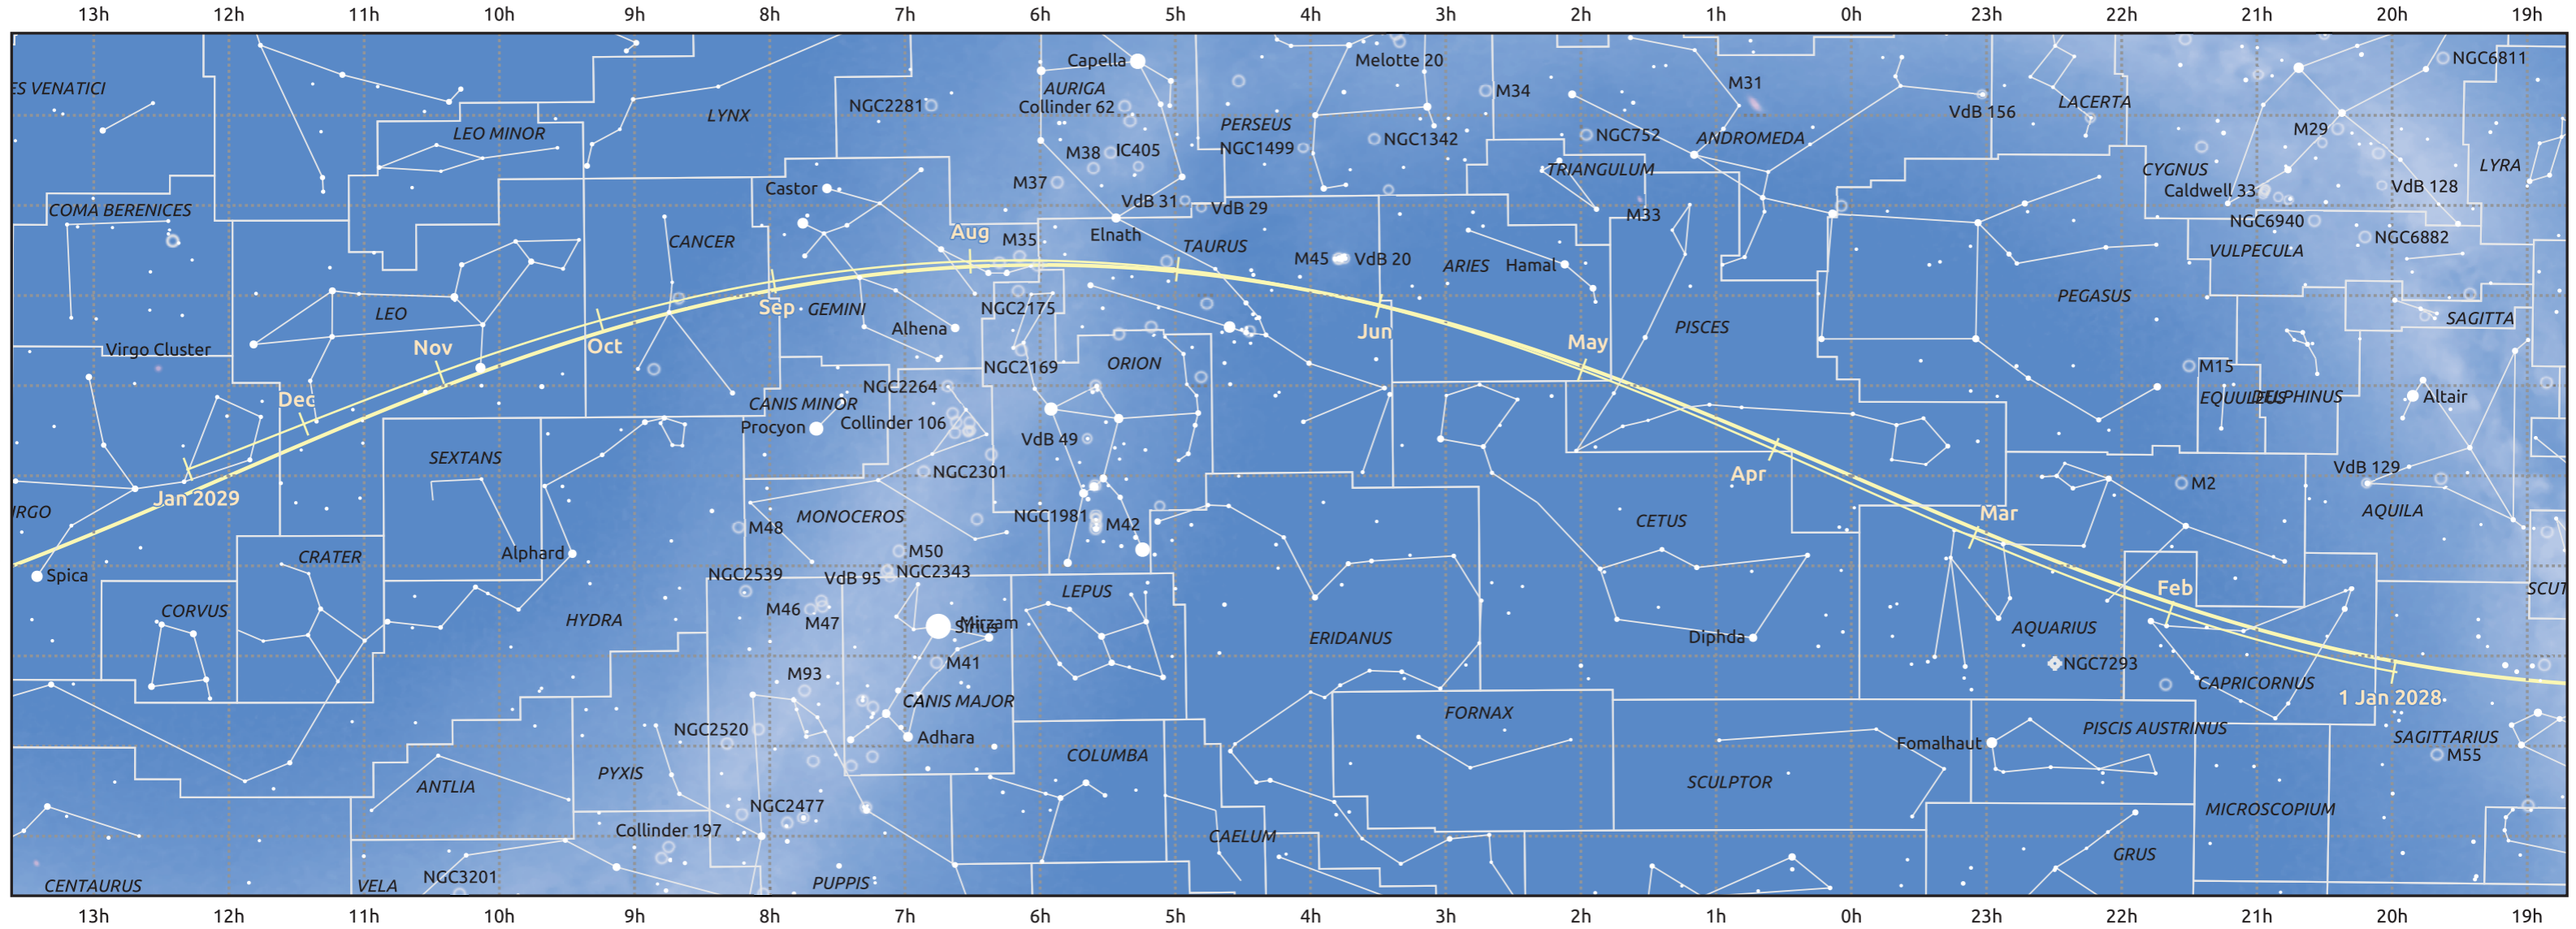 13h 12h 11h 10h 9h 8h 7h 6h 5h 4h 3h 2h 1h 0h 23h 22h 21h 20h 19h
Capella
Melotte 20
NGC6811
ES VENATICI
AURIGA
M31
M34
LYNX
NGC2281
Collinder 62
VdB 156
LACERTA
LEO MINOR
PERSEUS
NGC1342
NGC752
ANDROMEDA
M29
M38
IC405
NGC1499
TRIANGULUM
CYGNUS
LYRA
Castor
M37
Caldwell 33
VdB 128
COMA BERENICES
VdB 31
VdB 29
M33
NGC6940
Aug
M35
Elnath
TAURUS
NGC6882
CANCER
M45
VdB 20
ARIES
Hamal
VULPECULA
LEO
Sep
GEMINI
NGC2175
PEGASUS
Alhena
Jun
PISCES
SAGITTA
Virgo Cluster
Nov
Oct
May
NGC2169
ORION
M15
Dec
NGC2264
CANIS MINOR
EQUULEUS
DELPHINUS
Altair
Procyon
Collinder 106
VdB 49
SEXTANS
NGC2301
Apr
VdB 129
M2
Jan 2029
IRGO
MONOCEROS
NGC1981
M42
CETUS
Mar
AQUILA
M48
CRATER
Alphard
M50
Spica
NGC2539
VdB 95
NGC2343
LEPUS
Feb
SCUT
CORVUS
M46
HYDRA
M47
Sirius
Mirzam
ERIDANUS
Diphda
AQUARIUS
M41
NGC7293
M93
CAPRICORNUS
CANIS MAJOR
1 Jan 2028
FORNAX
NGC2520
Adhara
PISCIS AUSTRINUS
SAGITTARIUS
Fomalhaut
COLUMBA
M55
PYXIS
ANTLIA
SCULPTOR
NGC2477
MICROSCOPIUM
Collinder 197
CAELUM
GRUS
NGC3201
CENTAURUS
VELA
PUPPIS
13h 12h 11h 10h 9h 8h 7h 6h 5h 4h 3h 2h 1h 0h 23h 22h 21h 20h 19h